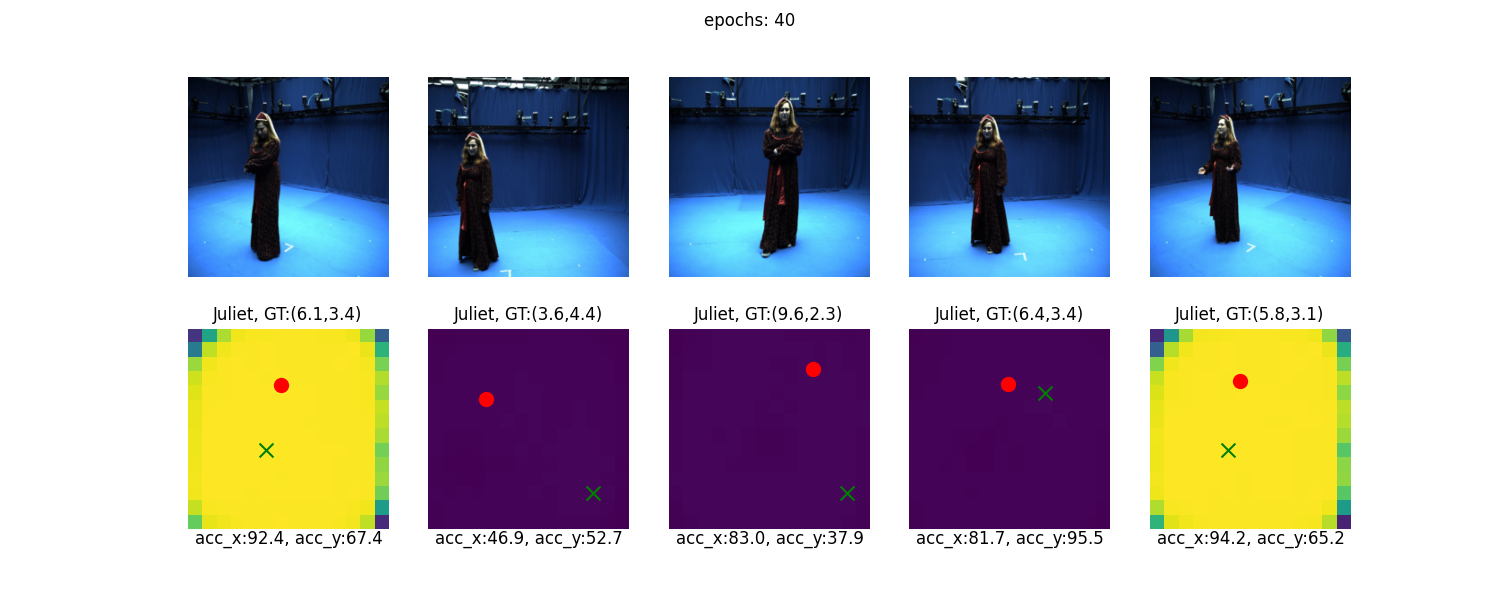 epochs: 40
Juliet, GT:(6.1,3.4)
Juliet, GT:(3.6,4.4)
Juliet, GT:(9.6,2.3)
Juliet, GT:(6.4,3.4)
Juliet, GT:(5.8,3.1)
acc_x:92.4, acc_y:67.4
acc_x:46.9, acc_y:52.7
acc_x:83.0, acc_y:37.9
acc_x:81.7, acc_y:95.5
acc_x:94.2, acc_y:65.2